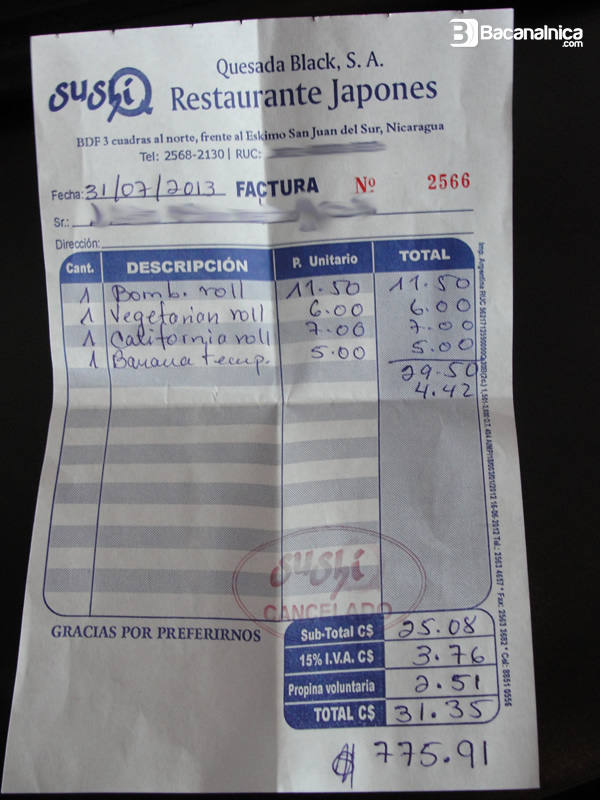 Bacanalnica
.com
Quesada Black, S. A.
sushi Q Restaurante Japones
BDF 3 cuadras al norte, frente al Eskimo San Juan del Sur, Nicaragua
Tel: 2568-2130 | RUC:
Fecha: 31/07/2013 FACTURA Nº 2566
Sr.:
Dirección:
Cant. DESCRIPCIÓN P. Unitario TOTAL
1 Bomb. roll 11.50 11.50
1 Vegetarian roll 6.00 6.00
1 California roll 7.00 7.00
1 Banana temp. 5.00 5.00
29.50
4.42
sushi
CANCELADO
GRACIAS POR PREFERIRNOS
Sub-Total C$ 25.08
15% I.V.A. C$ 3.76
Propina voluntaria 2.51
TOTAL C$ 31.35
₡ 775.91